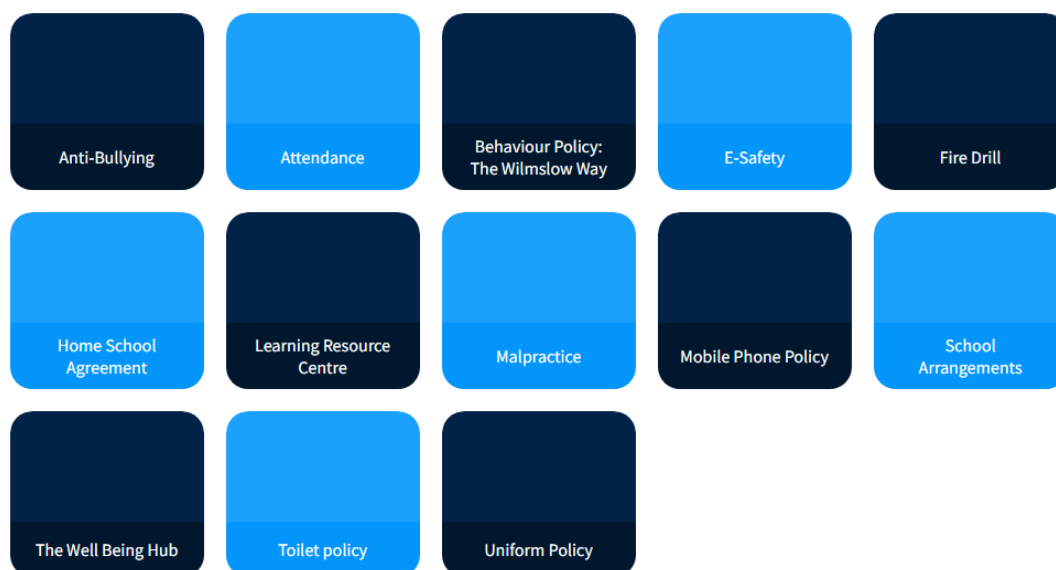 Anti-Bullying
Attendance
Behaviour Policy:
The Wilmslow Way
E-Safety
Fire Drill
Home School
Agreement
Learning Resource
Centre
Malpractice
Mobile Phone Policy
School
Arrangements
The Well Being Hub
Toilet policy
Uniform Policy